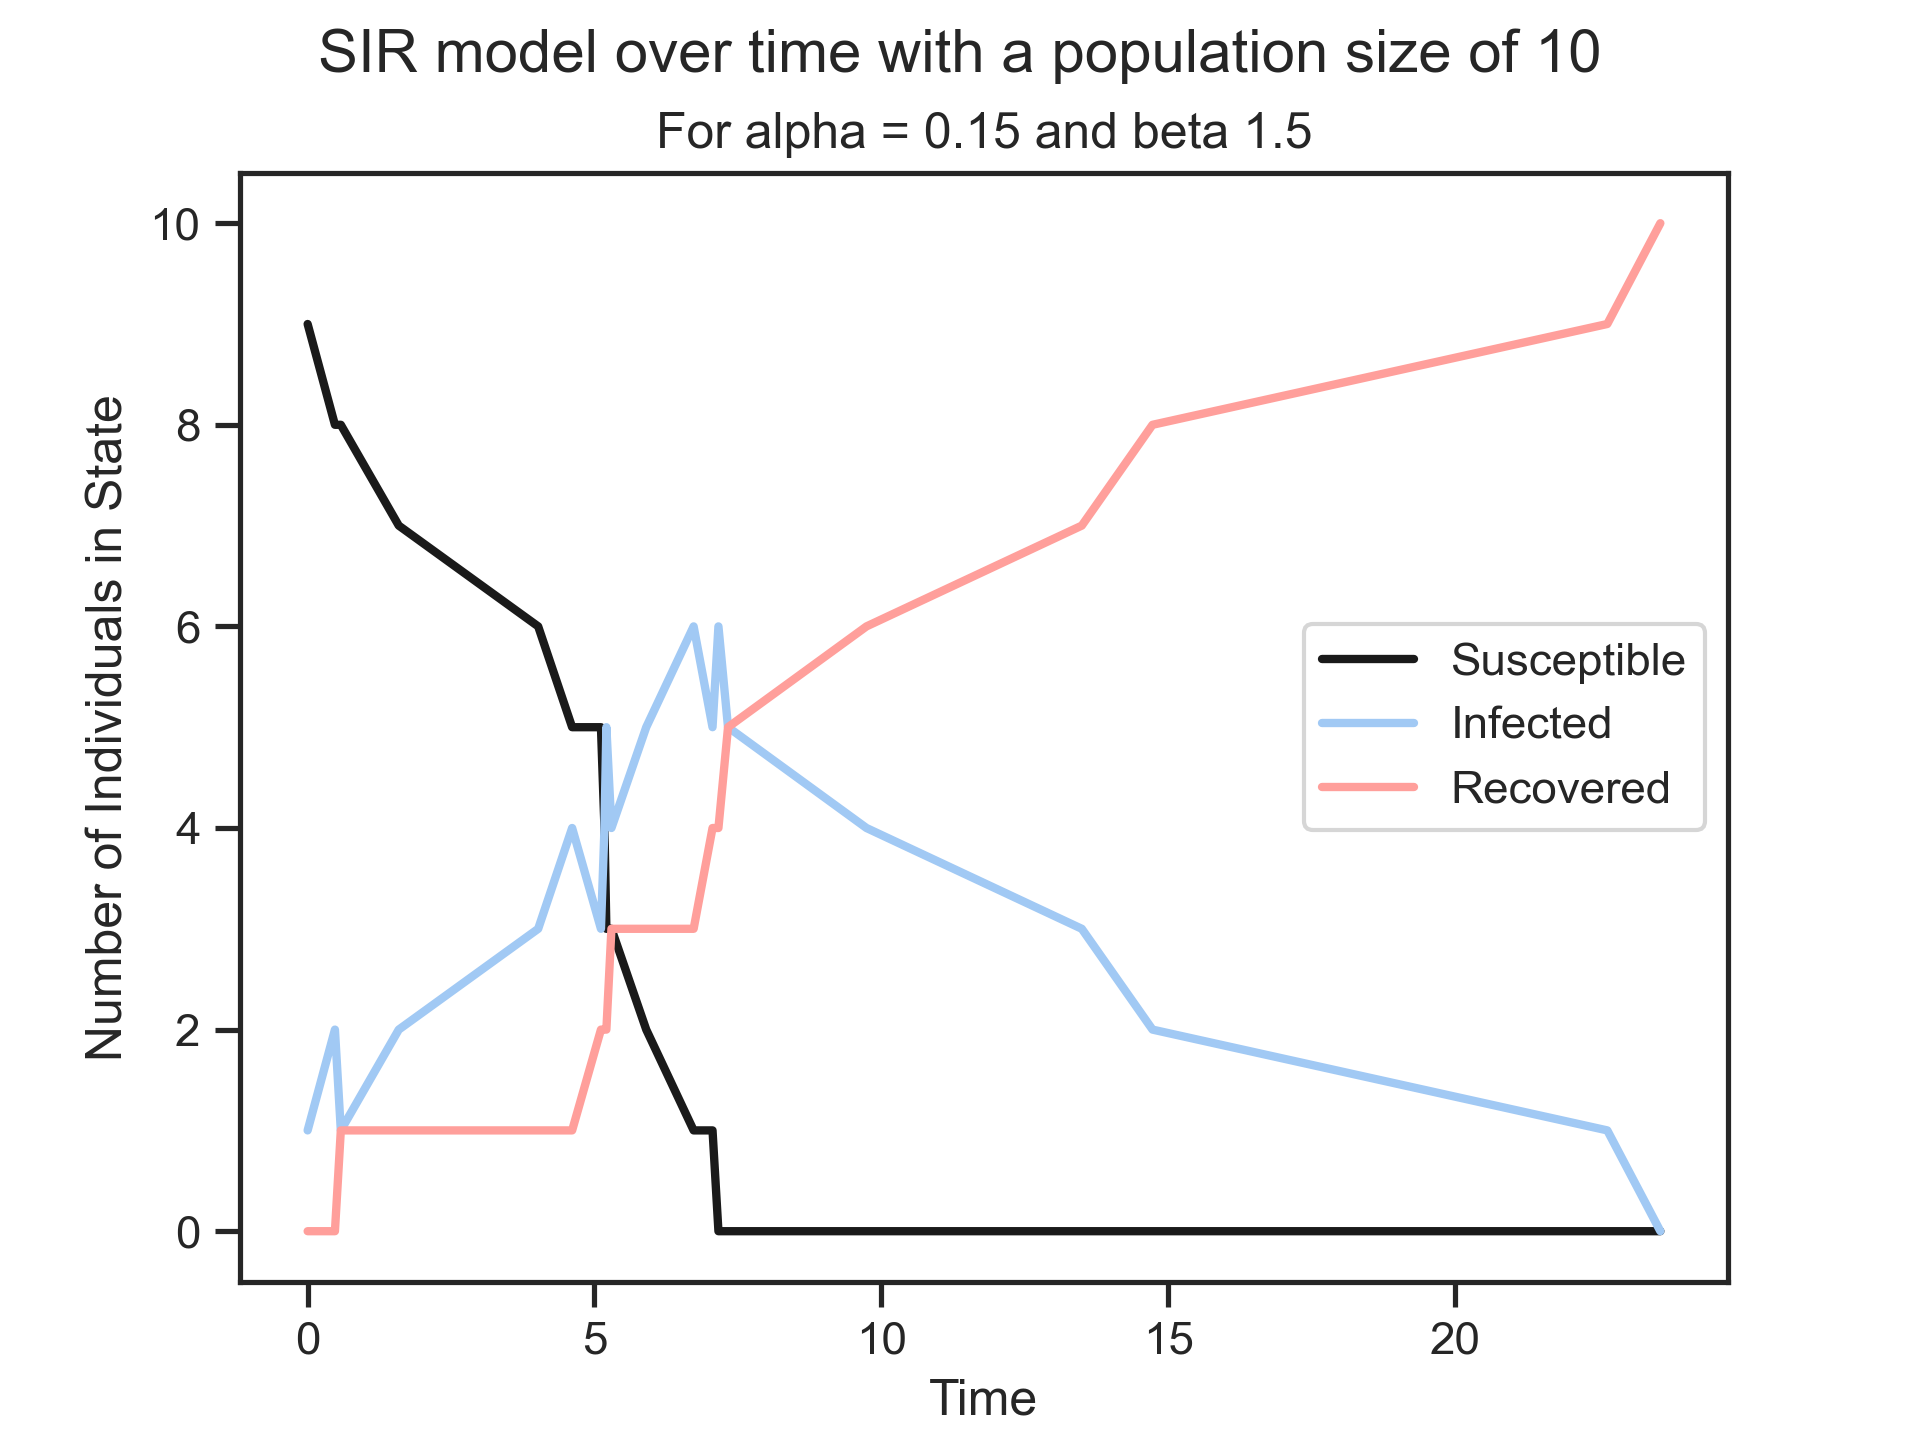 SIR model over time with a population size of 10
For alpha = 0.15 and beta 1.5
Number of Individuals in State
10
8
6
4
2
0
Susceptible
Infected
Recovered
0 5 10 15 20
Time